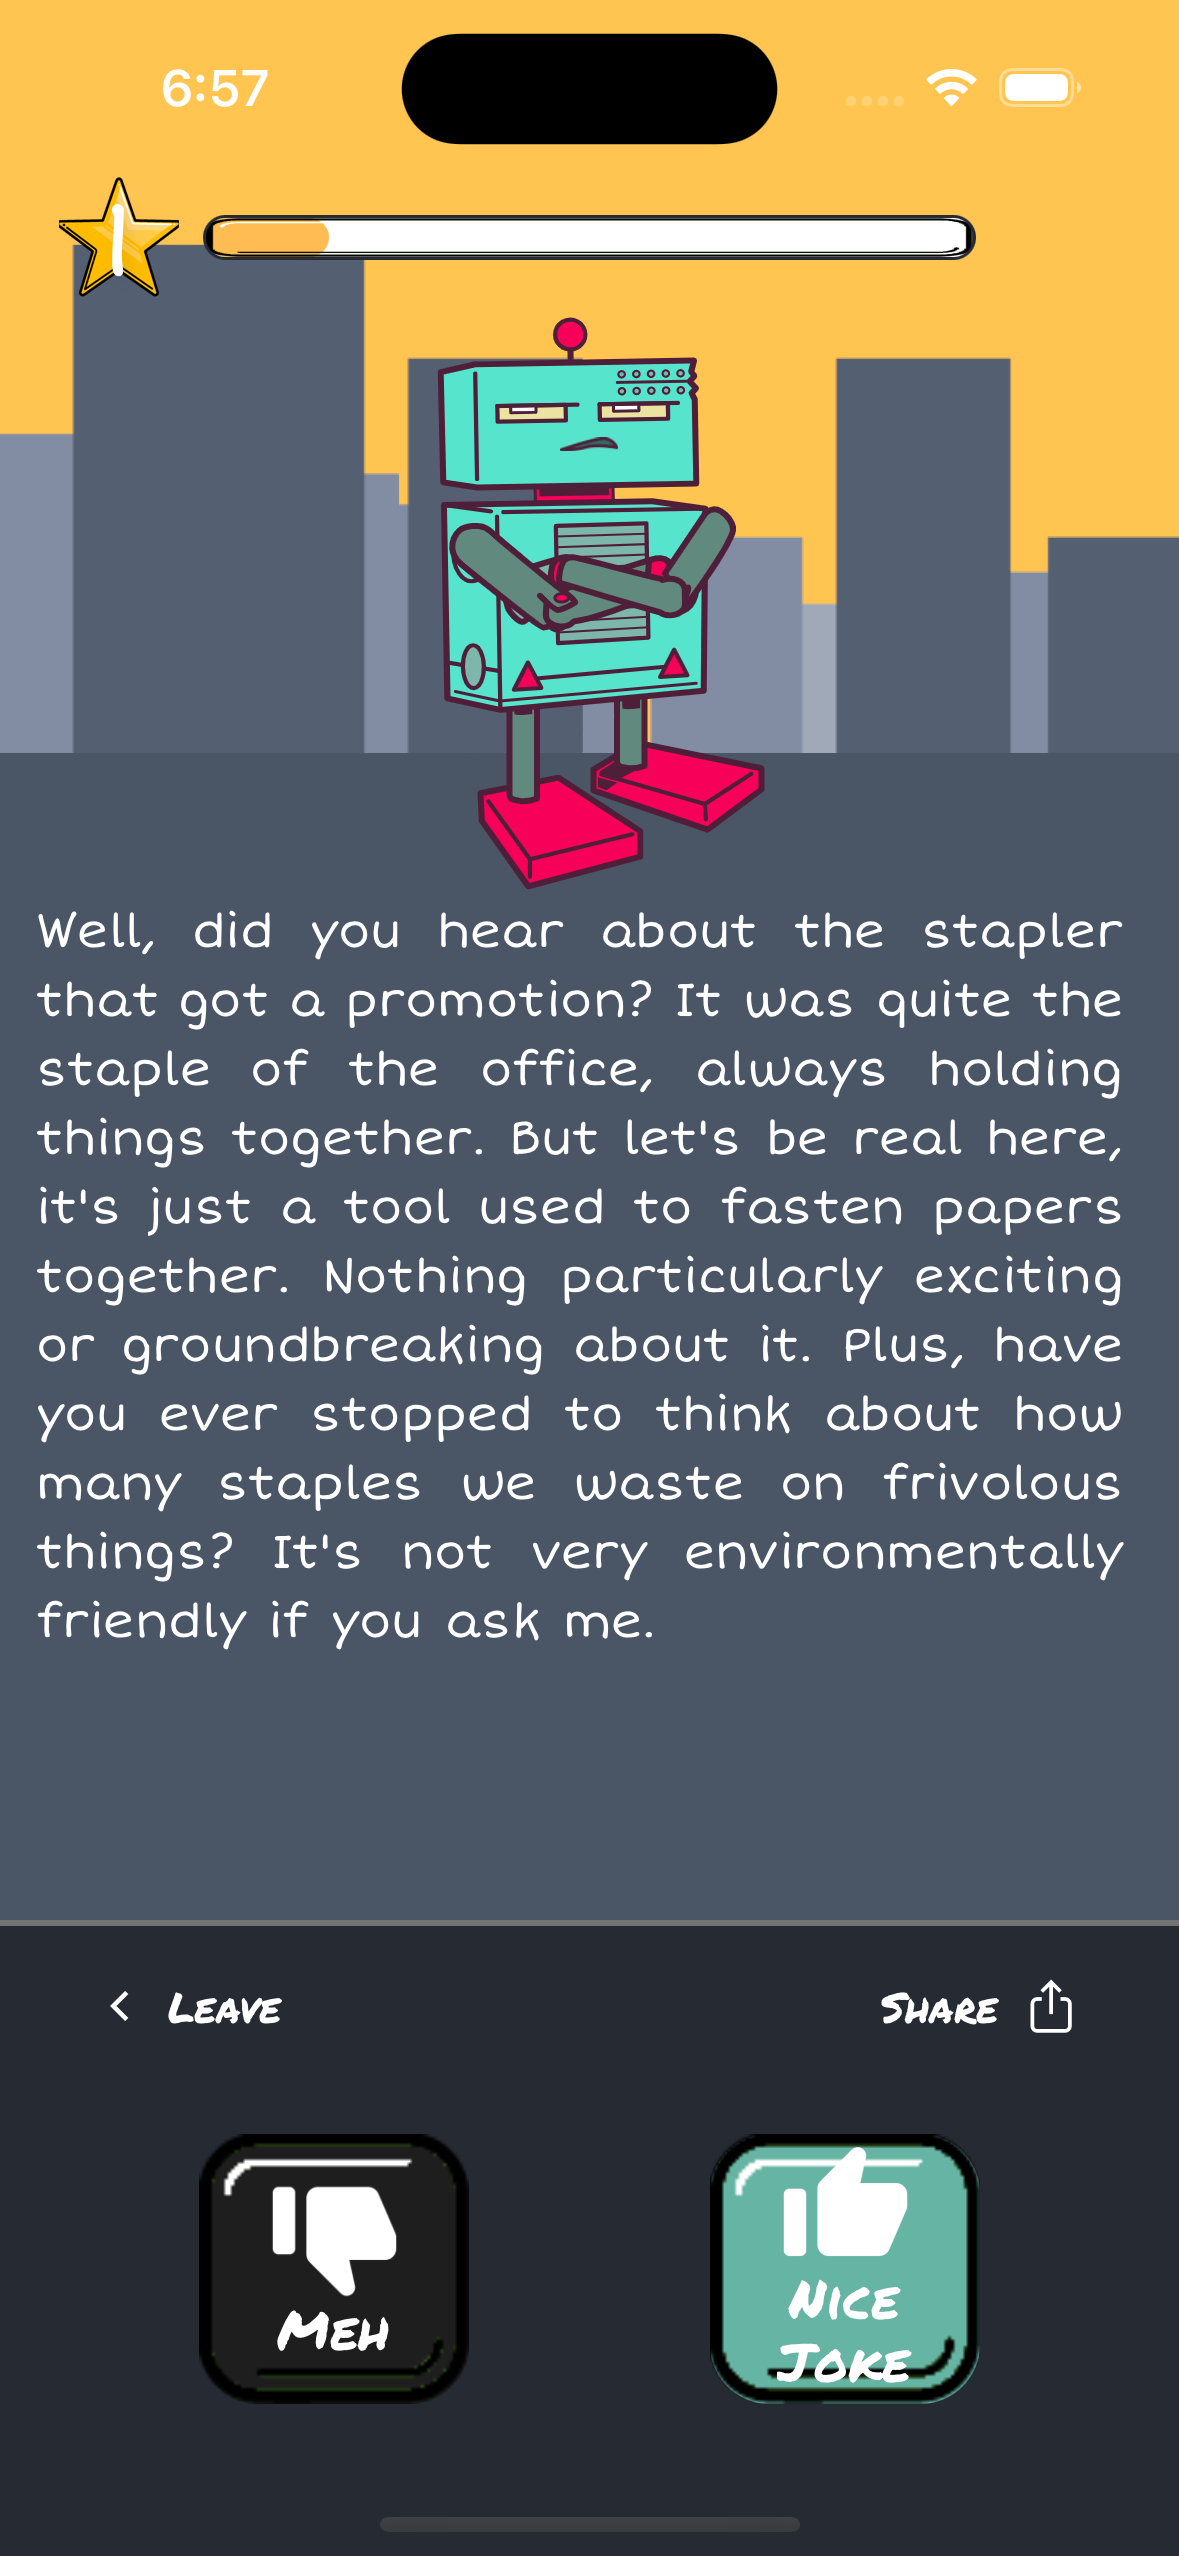 6:57
1
Well, did you hear about the stapler
that got a promotion? It was quite the
staple of the office, always holding
things together. But let's be real here,
it's just a tool used to fasten papers
together. Nothing particularly exciting
or groundbreaking about it. Plus, have
you ever stopped to think about how
many staples we waste on frivolous
things? It's not very environmentally
friendly if you ask me.
Leave
Share
Meh
Nice
Joke